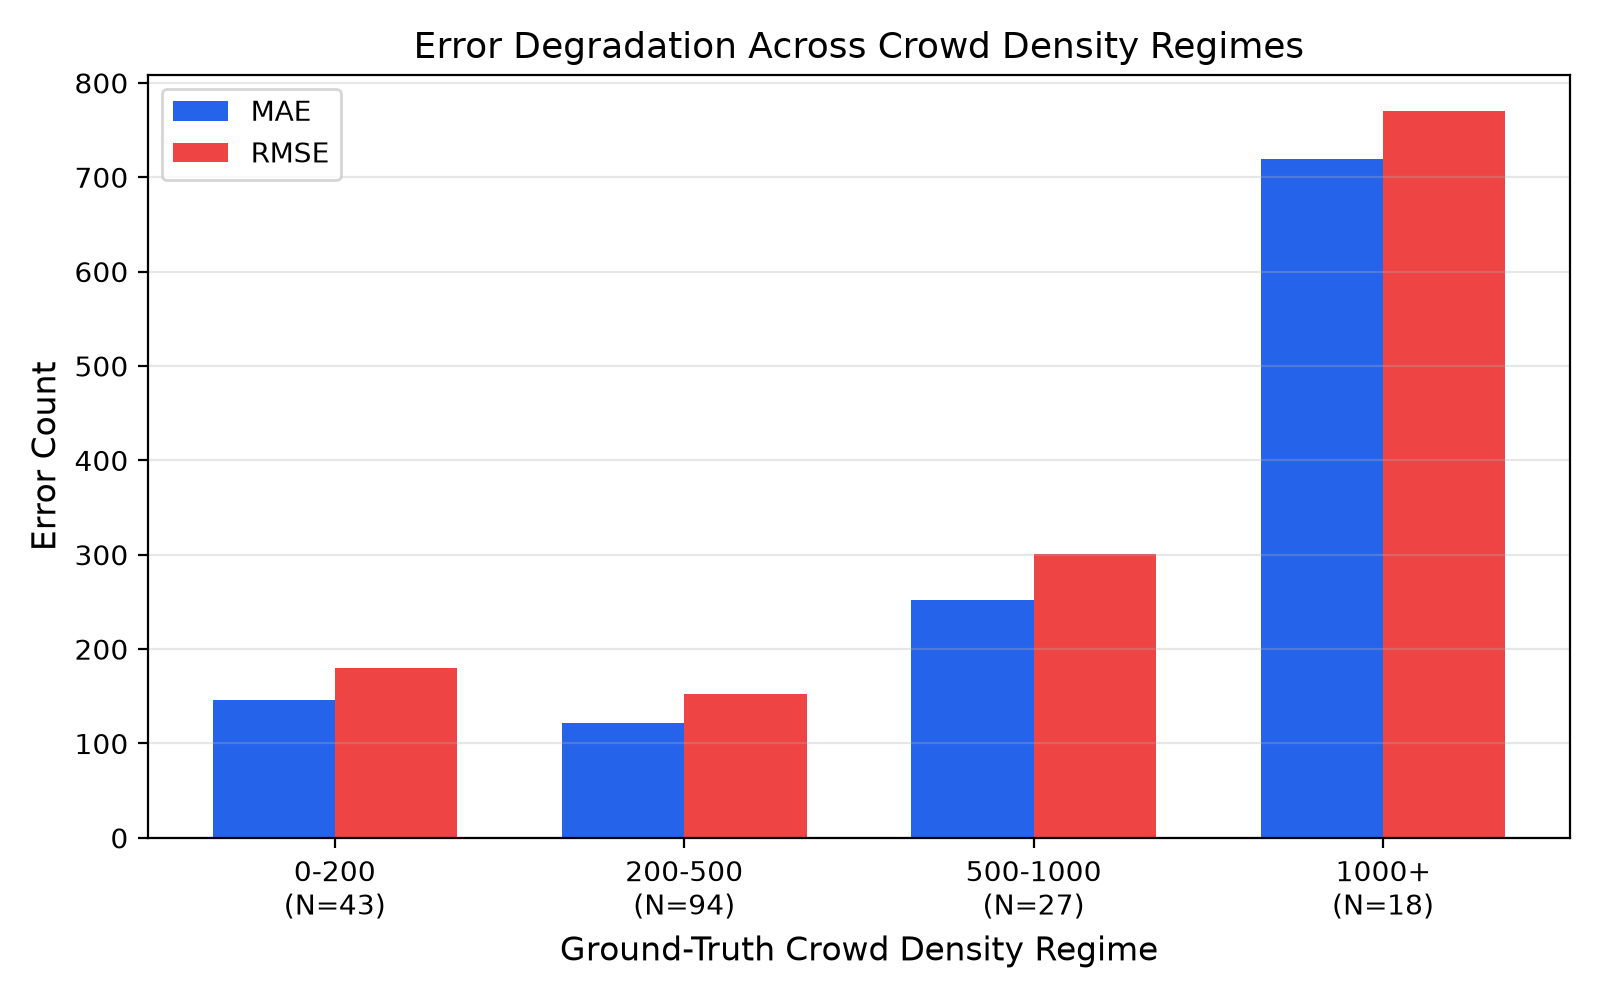 Error Degradation Across Crowd Density Regimes
MAE
RMSE
Error Count
800
700
600
500
400
300
200
100
0
0-200 200-500 500-1000 1000+
(N=43) (N=94) (N=27) (N=18)
Ground-Truth Crowd Density Regime